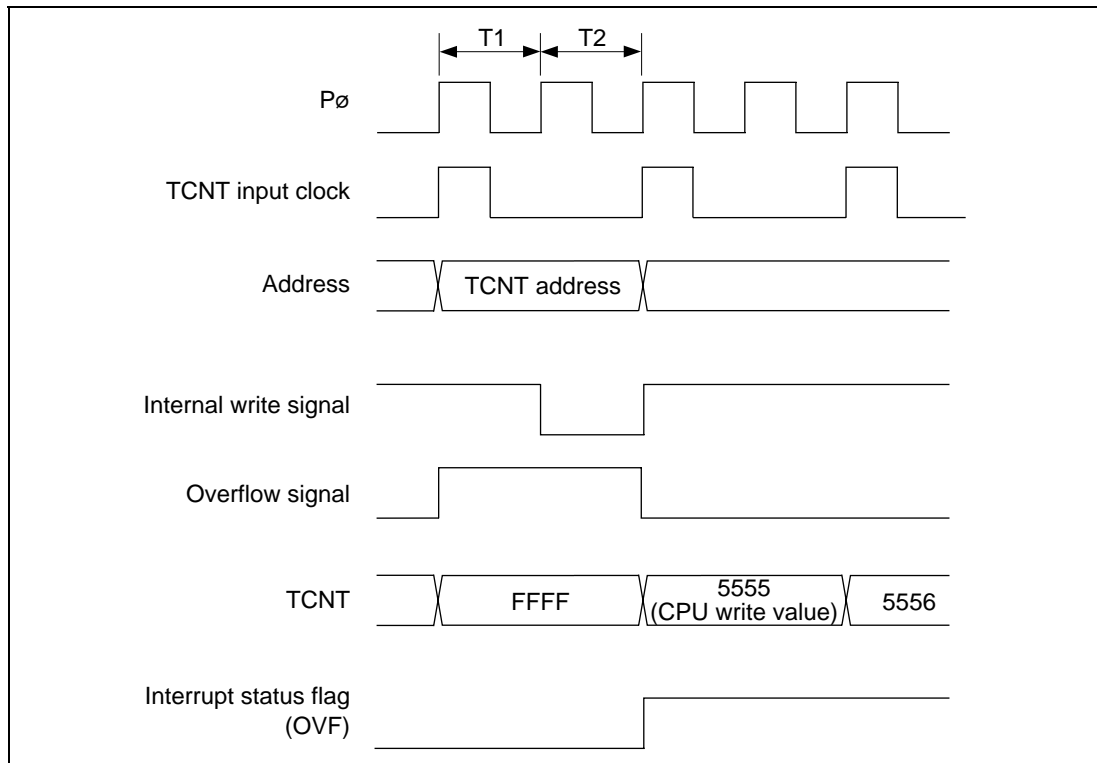 T1 T2
Pø
TCNT input clock
Address
TCNT address
Internal write signal
Overflow signal
TCNT
FFFF
5555
(CPU write value)
5556
Interrupt status flag
(OVF)